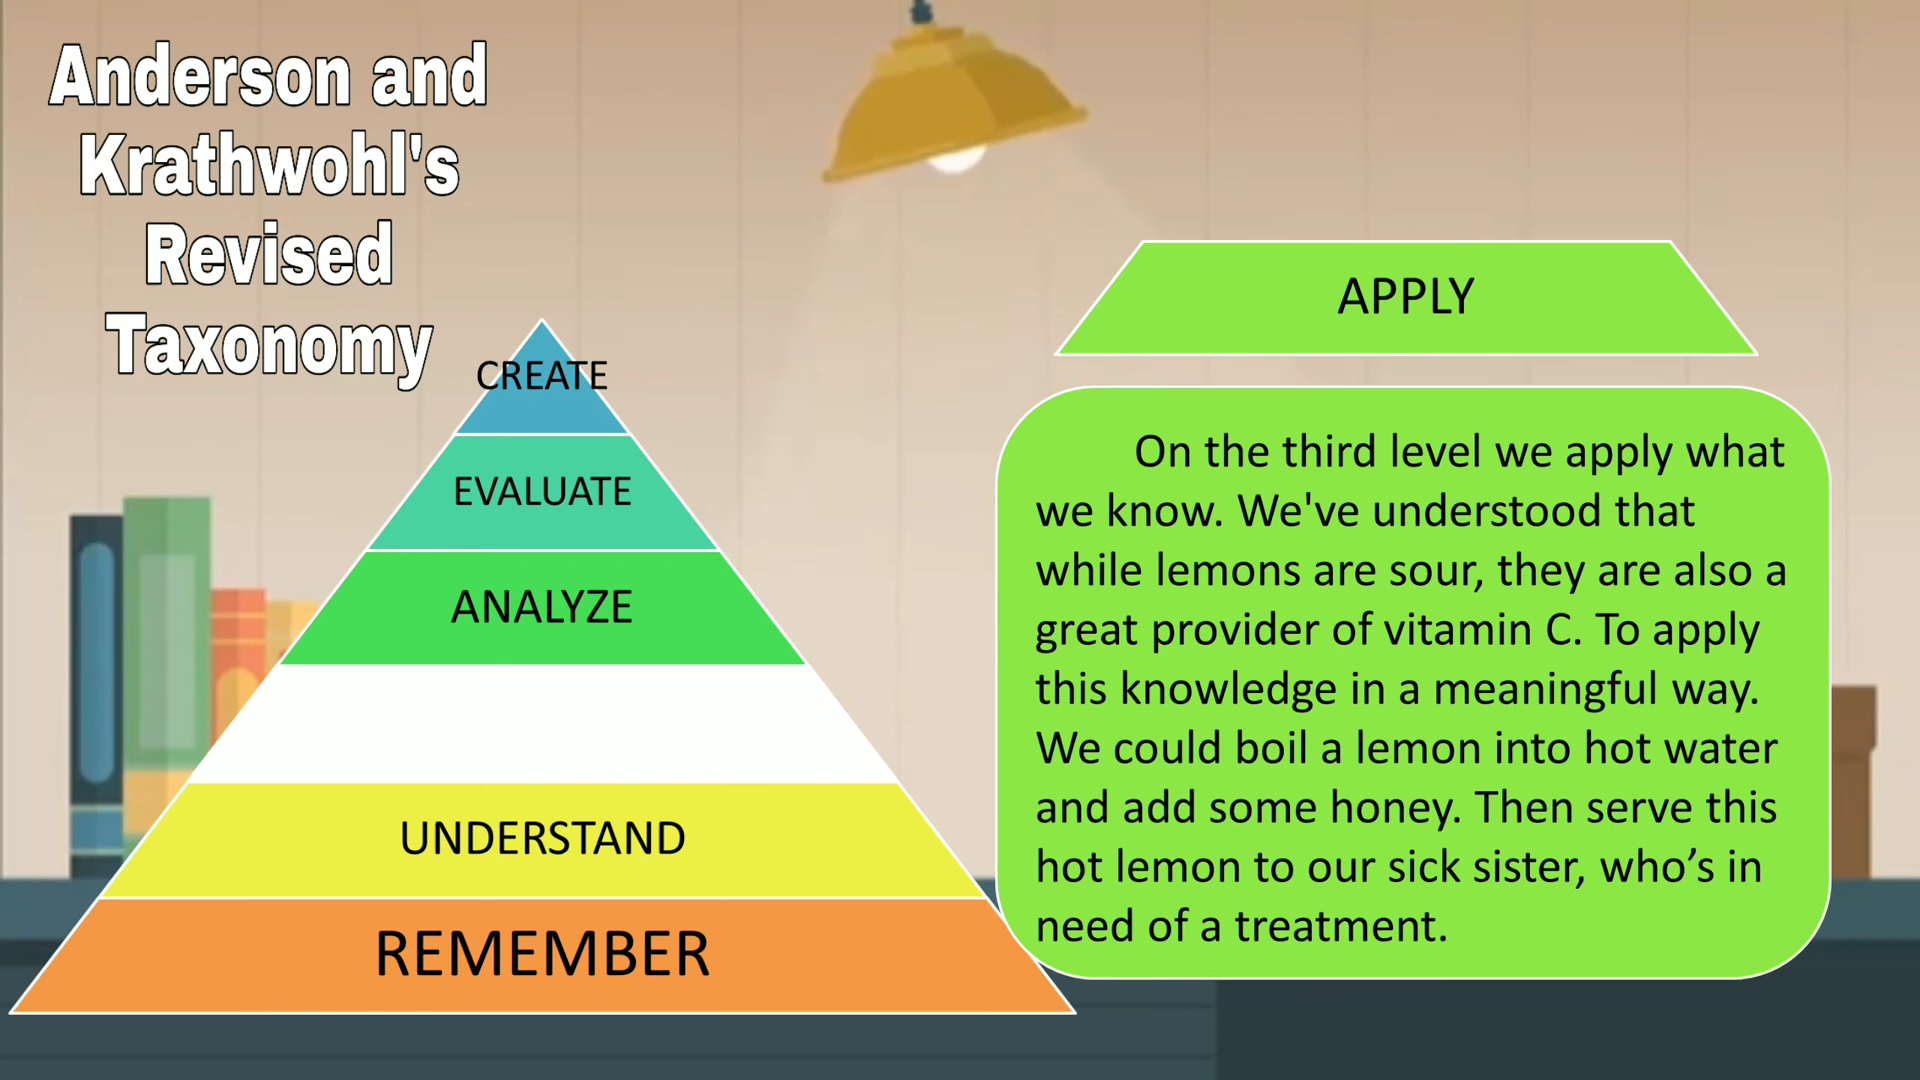 Anderson and
Krathwohl's
Revised
Taxonomy
CREATE
EVALUATE
ANALYZE
UNDERSTAND
REMEMBER
APPLY
On the third level we apply what
we know. We've understood that
while lemons are sour, they are also a
great provider of vitamin C. To apply
this knowledge in a meaningful way.
We could boil a lemon into hot water
and add some honey. Then serve this
hot lemon to our sick sister, who’s in
need of a treatment.